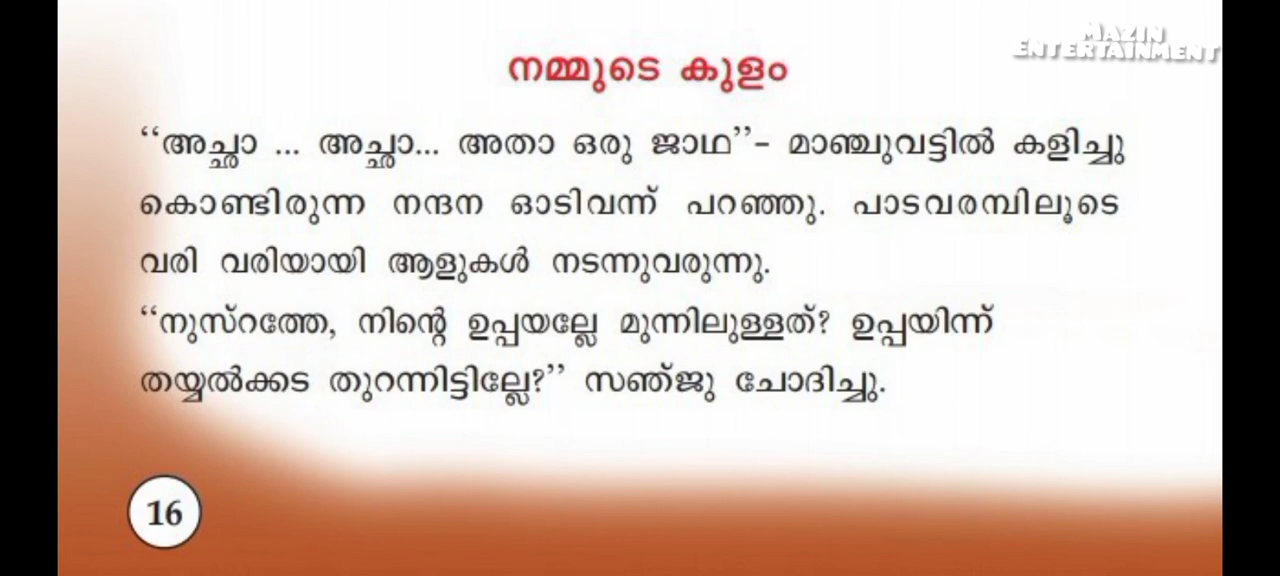 MAZIN
ENTERTAINMENT
നമ്മുടെ കുളം
“അച്ഛാ ... അച്ഛാ... അതാ ഒരു ജാഥ”- മാഞ്ചുവട്ടിൽ കളിച്ചു
കൊണ്ടിരുന്ന നന്ദന ഓടിവന്ന് പറഞ്ഞു. പാടവരമ്പിലൂടെ
വരി വരിയായി ആളുകൾ നടന്നുവരുന്നു.
“നുസ്റത്തേ, നിന്റെ ഉപ്പയല്ലേ മുന്നിലുള്ളത്? ഉപ്പയിന്ന്
തയ്യൽക്കട തുറന്നിട്ടില്ലേ?” സഞ്ജു ചോദിച്ചു.
16